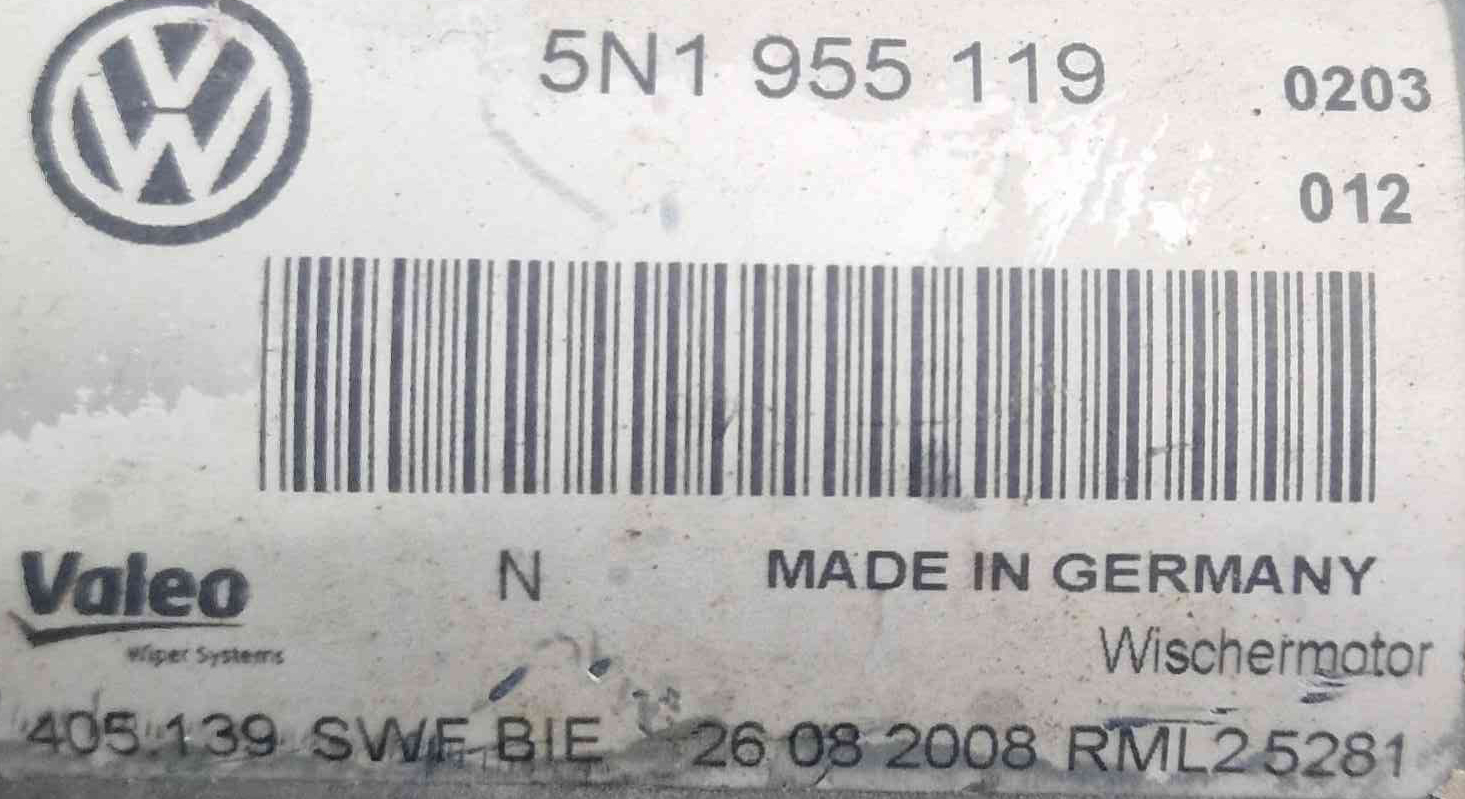 5N1 955 119 0203
012
Valeo N MADE IN GERMANY
Wiper Systems Wischermotor
405.139 SWF BIE 26 08 2008 RML2 5281